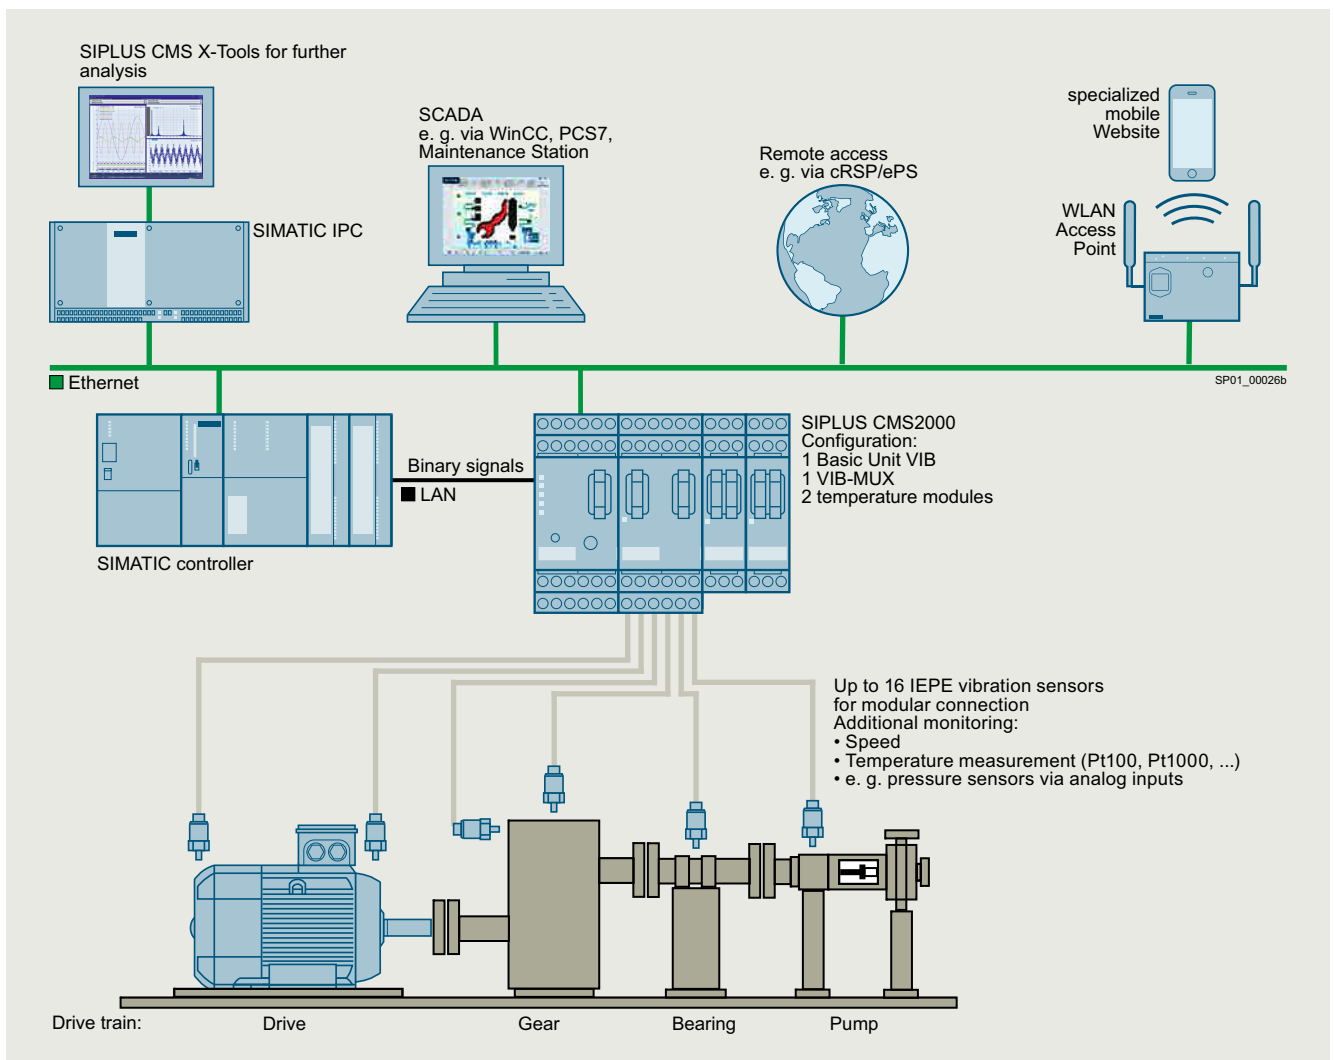 SIPLUS CMS X-Tools for further
analysis
SCADA
e. g. via WinCC, PCS7,
Maintenance Station
Remote access
e. g. via cRSP/ePS
specialized
mobile
Website
SIMATIC IPC
WLAN
Access
Point
Ethernet
SP01_00026b
SIPLUS CMS2000
Configuration:
1 Basic Unit VIB
1 VIB-MUX
2 temperature modules
Binary signals
LAN
SIMATIC controller
Up to 16 IEPE vibration sensors
for modular connection
Additional monitoring:
• Speed
• Temperature measurement (Pt100, Pt1000, ...)
• e. g. pressure sensors via analog inputs
Drive train:
Drive
Gear
Bearing
Pump